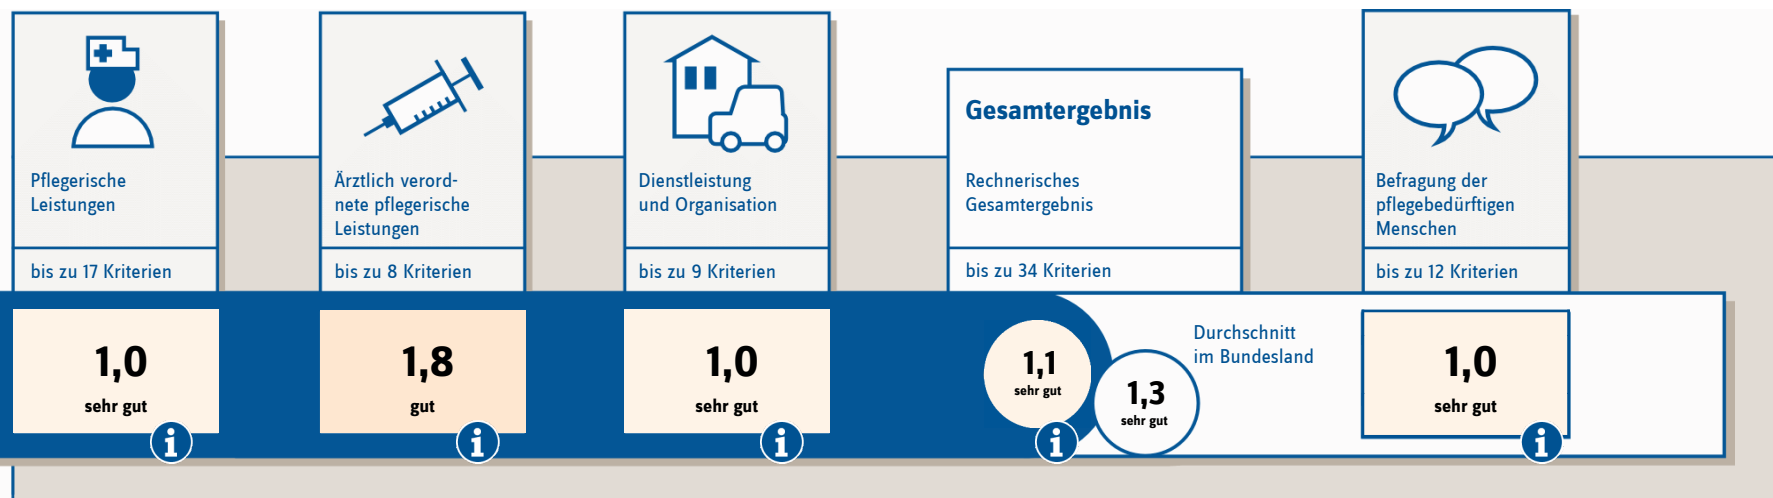 Pflegerische
Leistungen
bis zu 17 Kriterien
1,0
sehr gut
i
Ärztlich verord-
nete pflegerische
Leistungen
bis zu 8 Kriterien
1,8
gut
i
Dienstleistung
und Organisation
bis zu 9 Kriterien
1,0
sehr gut
i
Gesamtergebnis
Rechnerisches
Gesamtergebnis
bis zu 34 Kriterien
1,1
sehr gut
i
1,3
sehr gut
Durchschnitt
im Bundesland
Befragung der
pflegebedürftigen
Menschen
bis zu 12 Kriterien
1,0
sehr gut
i